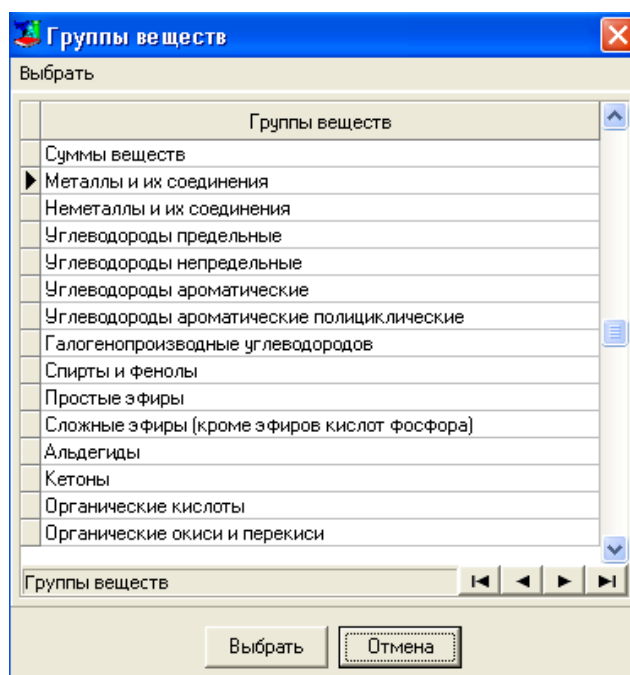 Группы веществ
Выбрать
Группы веществ
Суммы веществ
Металлы и их соединения
Неметаллы и их соединения
Углеводороды предельные
Углеводороды непредельные
Углеводороды ароматические
Углеводороды ароматические полициклические
Галогенопроизводные углеводородов
Спирты и фенолы
Простые эфиры
Сложные эфиры (кроме эфиров кислот фосфора)
Альдегиды
Кетоны
Органические кислоты
Органические окиси и перекиси
Группы веществ
Выбрать Отмена